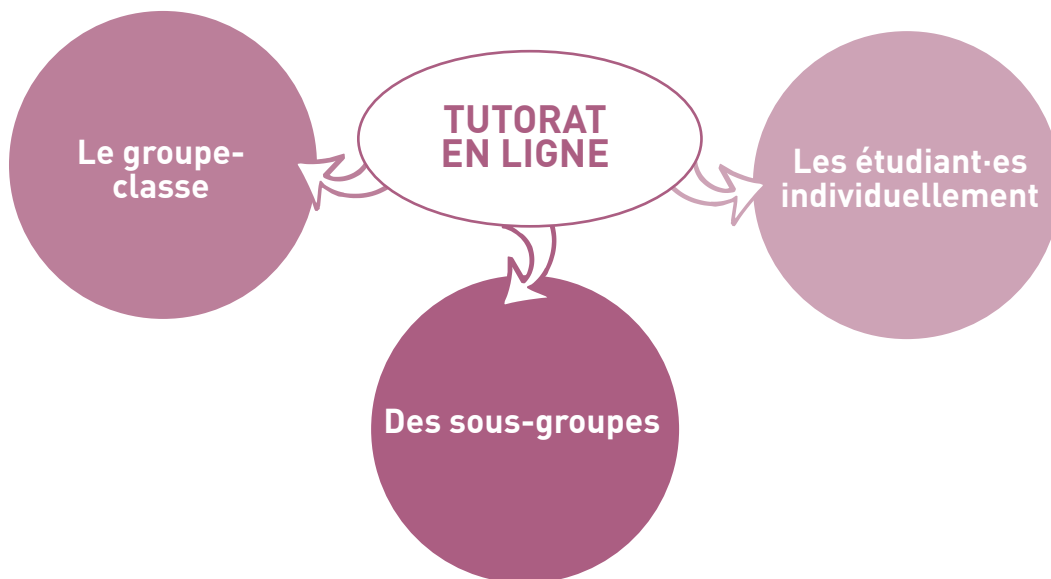 TUTORAT
EN LIGNE
Le groupe-
classe
Les étudiant·es
individuellement
Des sous-groupes